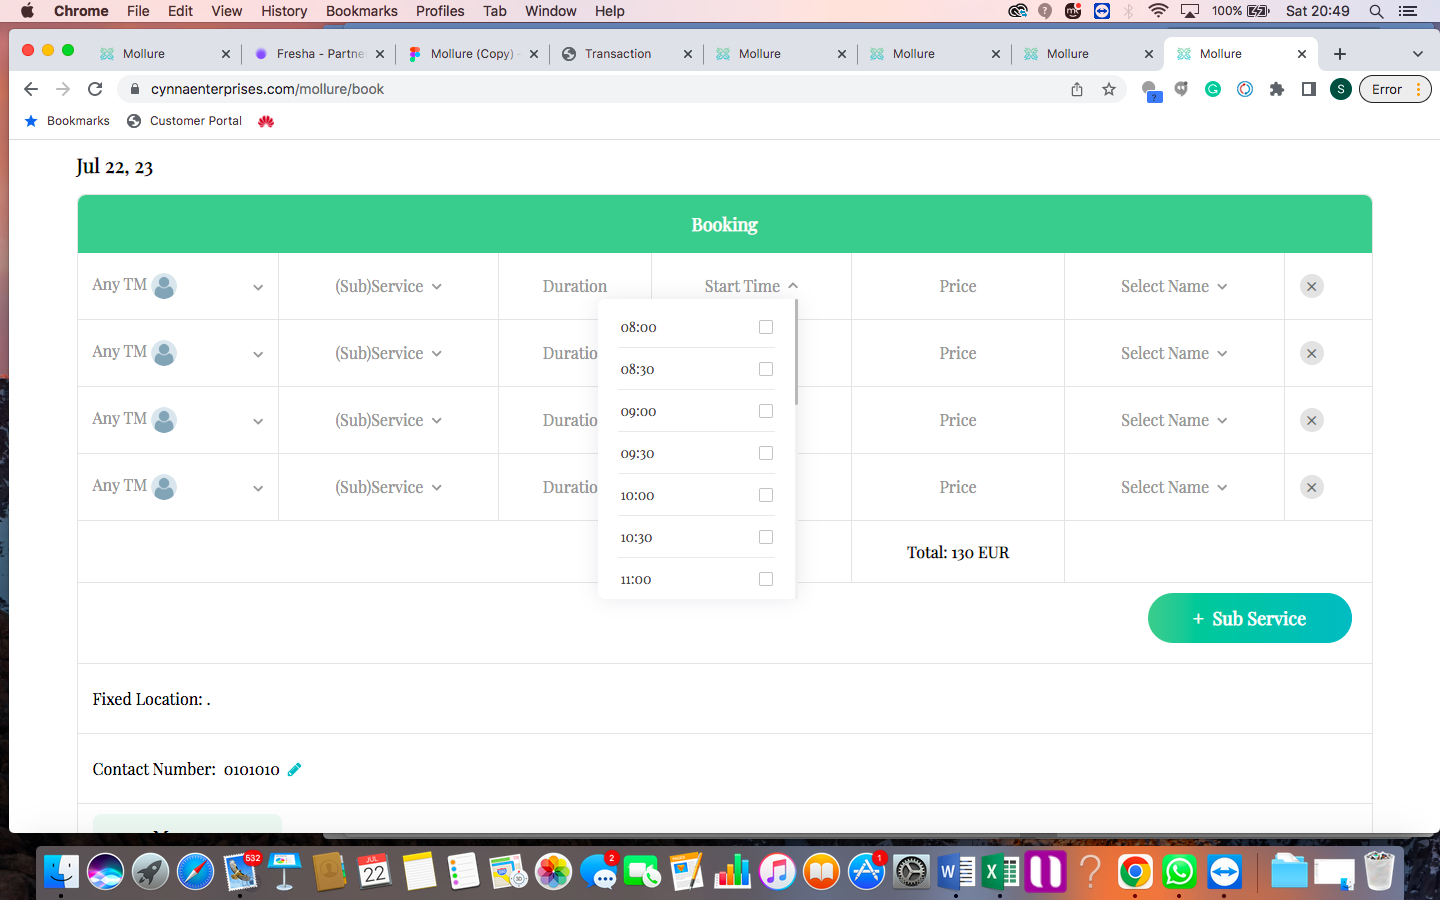 Chrome File Edit View History Bookmarks Profiles Tab Window Help 100% Sat 20:49
Mollure Fresha - Partne Mollure (Copy) Transaction Mollure Mollure Mollure Mollure
cynnaenterprises.com/mollure/book S Error
Bookmarks Customer Portal
Jul 22, 23
Booking
Any TM (Sub)Service Duration Start Time Price Select Name
08:00
Any TM (Sub)Service Duratio Price Select Name
08:30
09:00
Any TM (Sub)Service Duratio Price Select Name
09:30
Any TM (Sub)Service Duratio Price Select Name
10:00
10:30
Total: 130 EUR
11:00
+ Sub Service
Fixed Location: .
Contact Number: 0101010
532 JUL 22 2 1